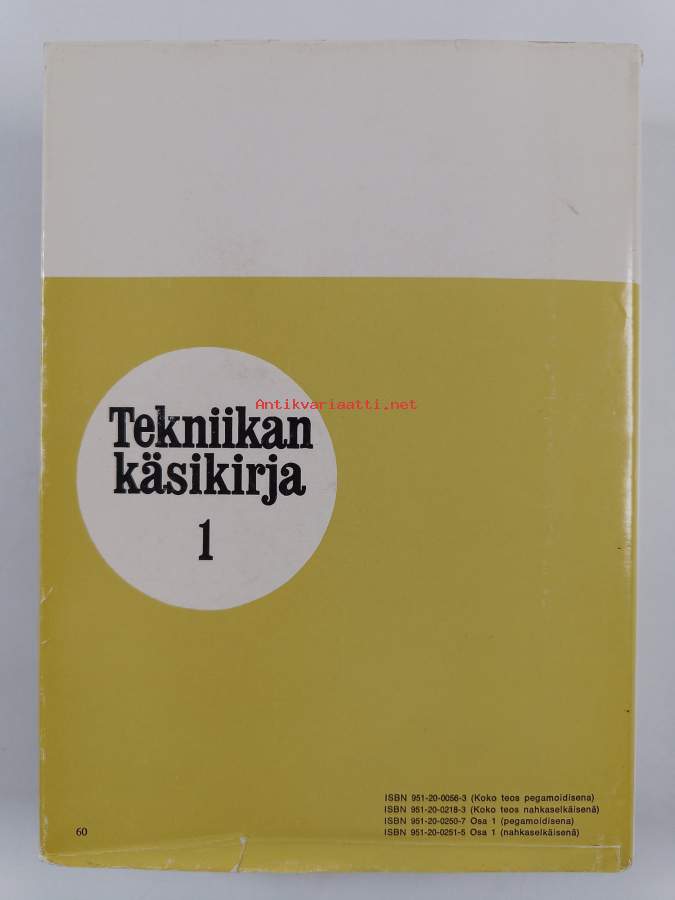 Antikvariaatti.net
Tekniikan
käsikirja
1
ISBN 951-20-0056-3 (Koko teos pegamoidisena)
ISBN 951-20-0218-3 (Koko teos nahkaselkäisenä)
ISBN 951-20-0250-7 Osa 1 (pegamoidisena)
ISBN 951-20-0251-5 Osa 1 (nahkaselkäisenä)
60